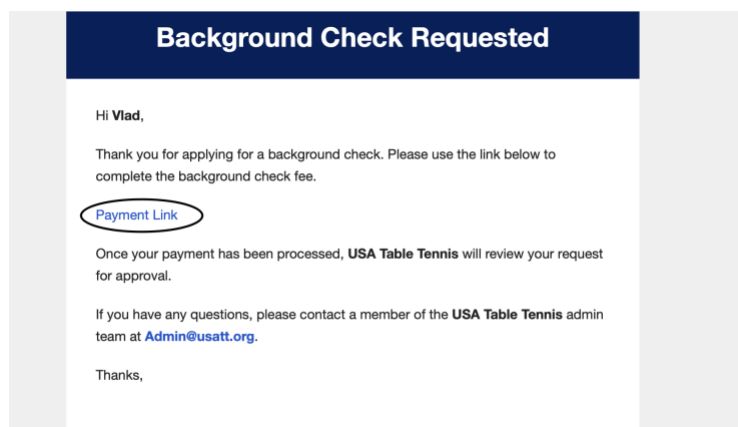 Background Check Requested
Hi Vlad,
Thank you for applying for a background check. Please use the link below to
complete the background check fee.
Payment Link
Once your payment has been processed, USA Table Tennis will review your request
for approval.
If you have any questions, please contact a member of the USA Table Tennis admin
team at Admin@usatt.org.
Thanks,